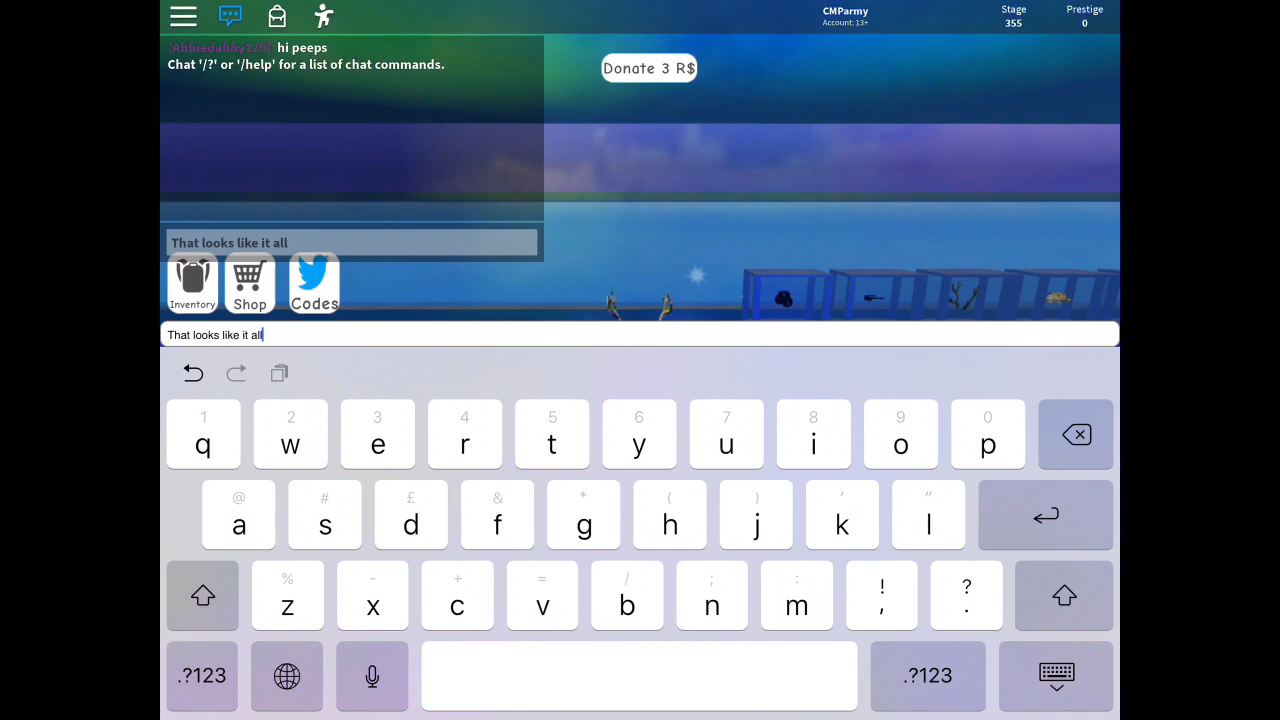 CMParmy
Account: 13+
Stage
355
Prestige
0
[Abbiedabby129]: hi peeps
Chat '/?' or '/help' for a list of chat commands.
Donate 3 R$
That looks like it all
Inventory
Shop
Codes
That looks like it all
1 2 3 4 5 6 7 8 9 0
q w e r t y u i o p
@ # £ & * ( ) ' "
a s d f g h j k l
% - + = / ; : ! ?
z x c v b n m , .
.?123 .?123